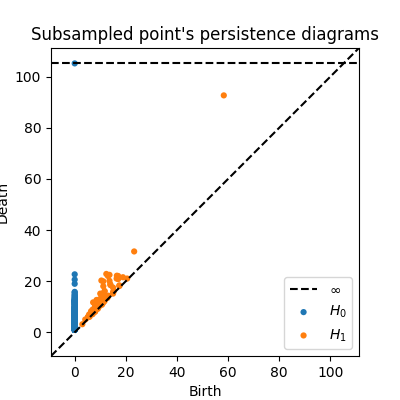 Subsampled point's persistence diagrams
Death
100
80
60
40
20
0
0 20 40 60 80 100
Birth
∞
H₀
H₁